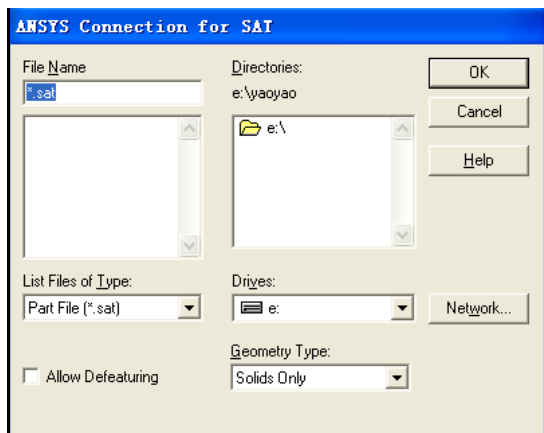 ANSYS Connection for SAT
File Name
*.sat
Directories:
e:\yaoyao
e:\
OK
Cancel
Help
List Files of Type:
Part File (*.sat)
Drives:
e:
Network...
Allow Defeaturing
Geometry Type:
Solids Only